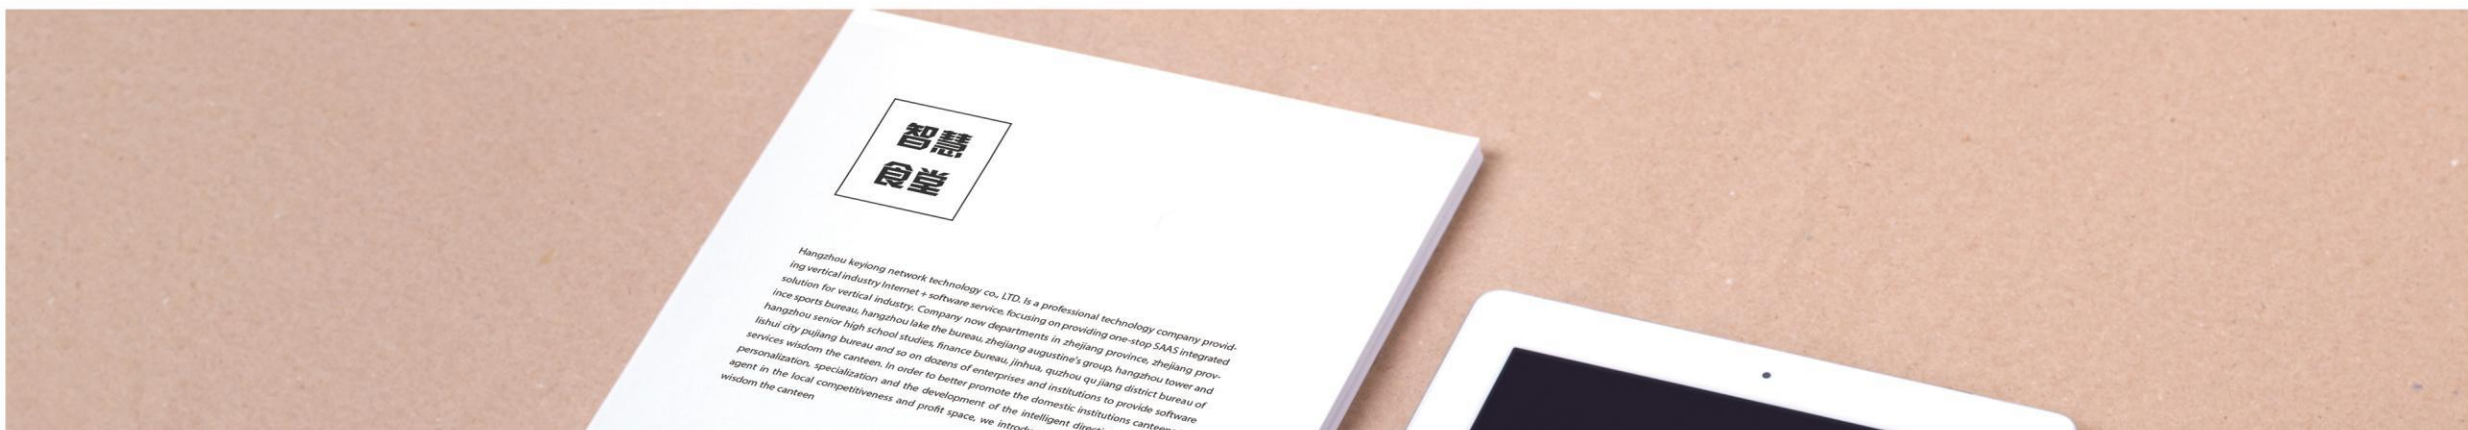 智慧
食堂
Hangzhou keyiong network technology co., LTD. Is a professional technology company provid-
ing vertical industry Internet + software service, focusing on providing one-stop SAAS integrated
solution for vertical industry. Company now departments in zhejiang province, zhejiang prov-
ince sports bureau, hangzhou lake the bureau, zhejiang augustine's group, hangzhou tower and
hangzhou senior high school studies, finance bureau, jinhua, quzhou qu jiang district bureau of
lishui city pujiang bureau and so on dozens of enterprises and institutions to provide software
services wisdom the canteen. In order to better promote the domestic institutions canteen
personalization, specialization and the development of the intelligent
agent in the local competitiveness and profit space, we
wisdom the canteen